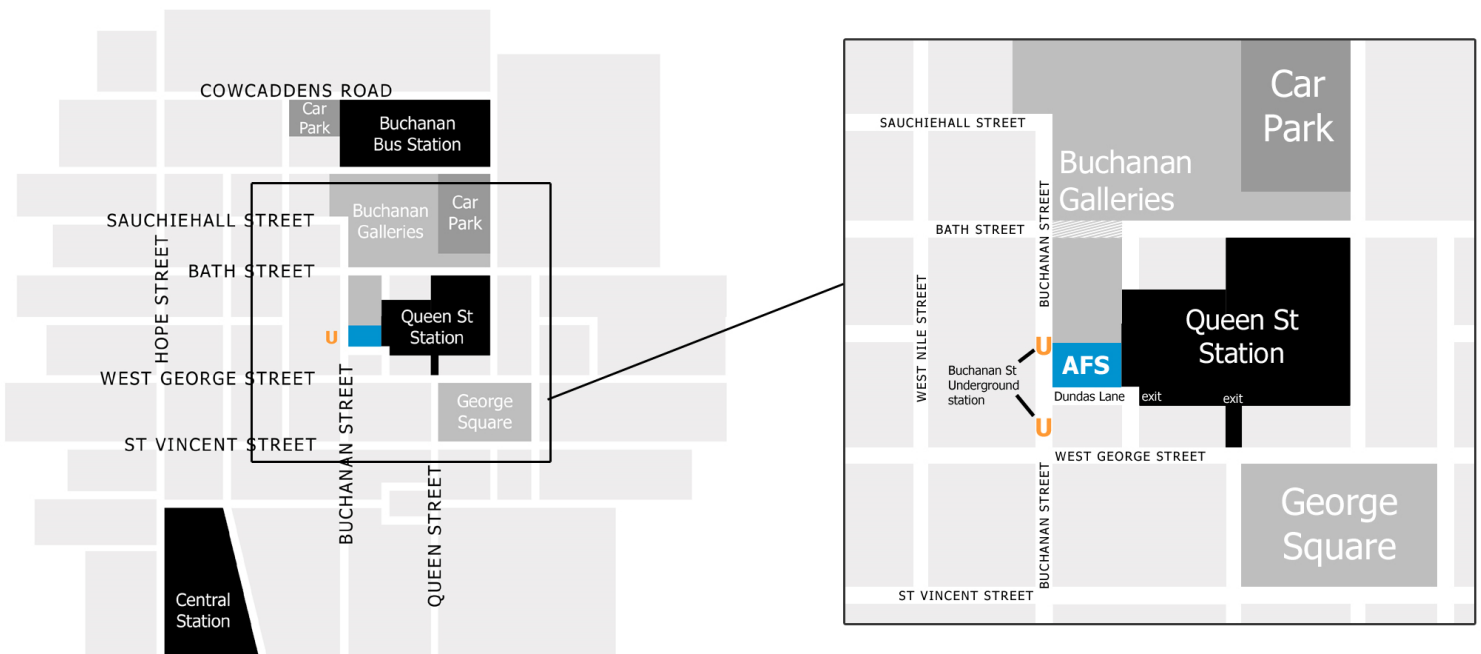 COWCADDENS ROAD
Car
Park
Buchanan
Bus Station
SAUCHIEHALL STREET
Buchanan
Galleries
Car
Park
HOPE STREET
BATH STREET
U
Queen St
Station
WEST GEORGE STREET
BUCHANAN STREET
George
Square
ST VINCENT STREET
QUEEN STREET
Central
Station
Car
Park
SAUCHIEHALL STREET
Buchanan
Galleries
BUCHANAN STREET
BATH STREET
WEST NILE STREET
Queen St
Station
U
AFS
Buchanan St
Underground
station
Dundas Lane
exit
exit
U
WEST GEORGE STREET
BUCHANAN STREET
George
Square
ST VINCENT STREET